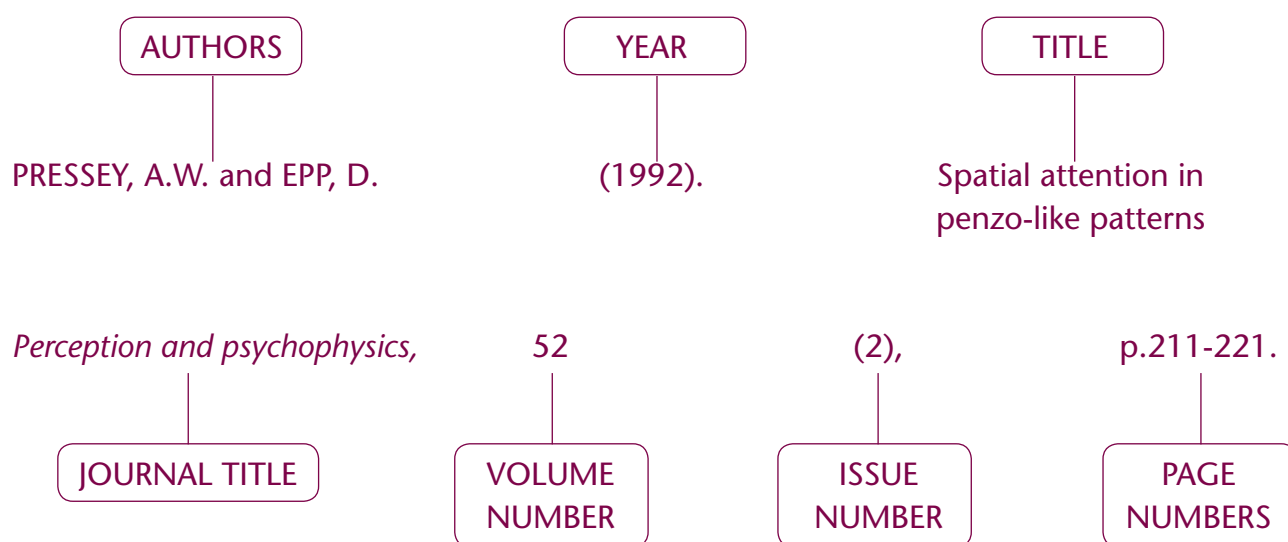 AUTHORS YEAR TITLE
PRESSEY, A.W. and EPP, D. (1992). Spatial attention in
penzo-like patterns
Perception and psychophysics, 52 (2), p.211-221.
JOURNAL TITLE VOLUME ISSUE PAGE
NUMBER NUMBER NUMBERS